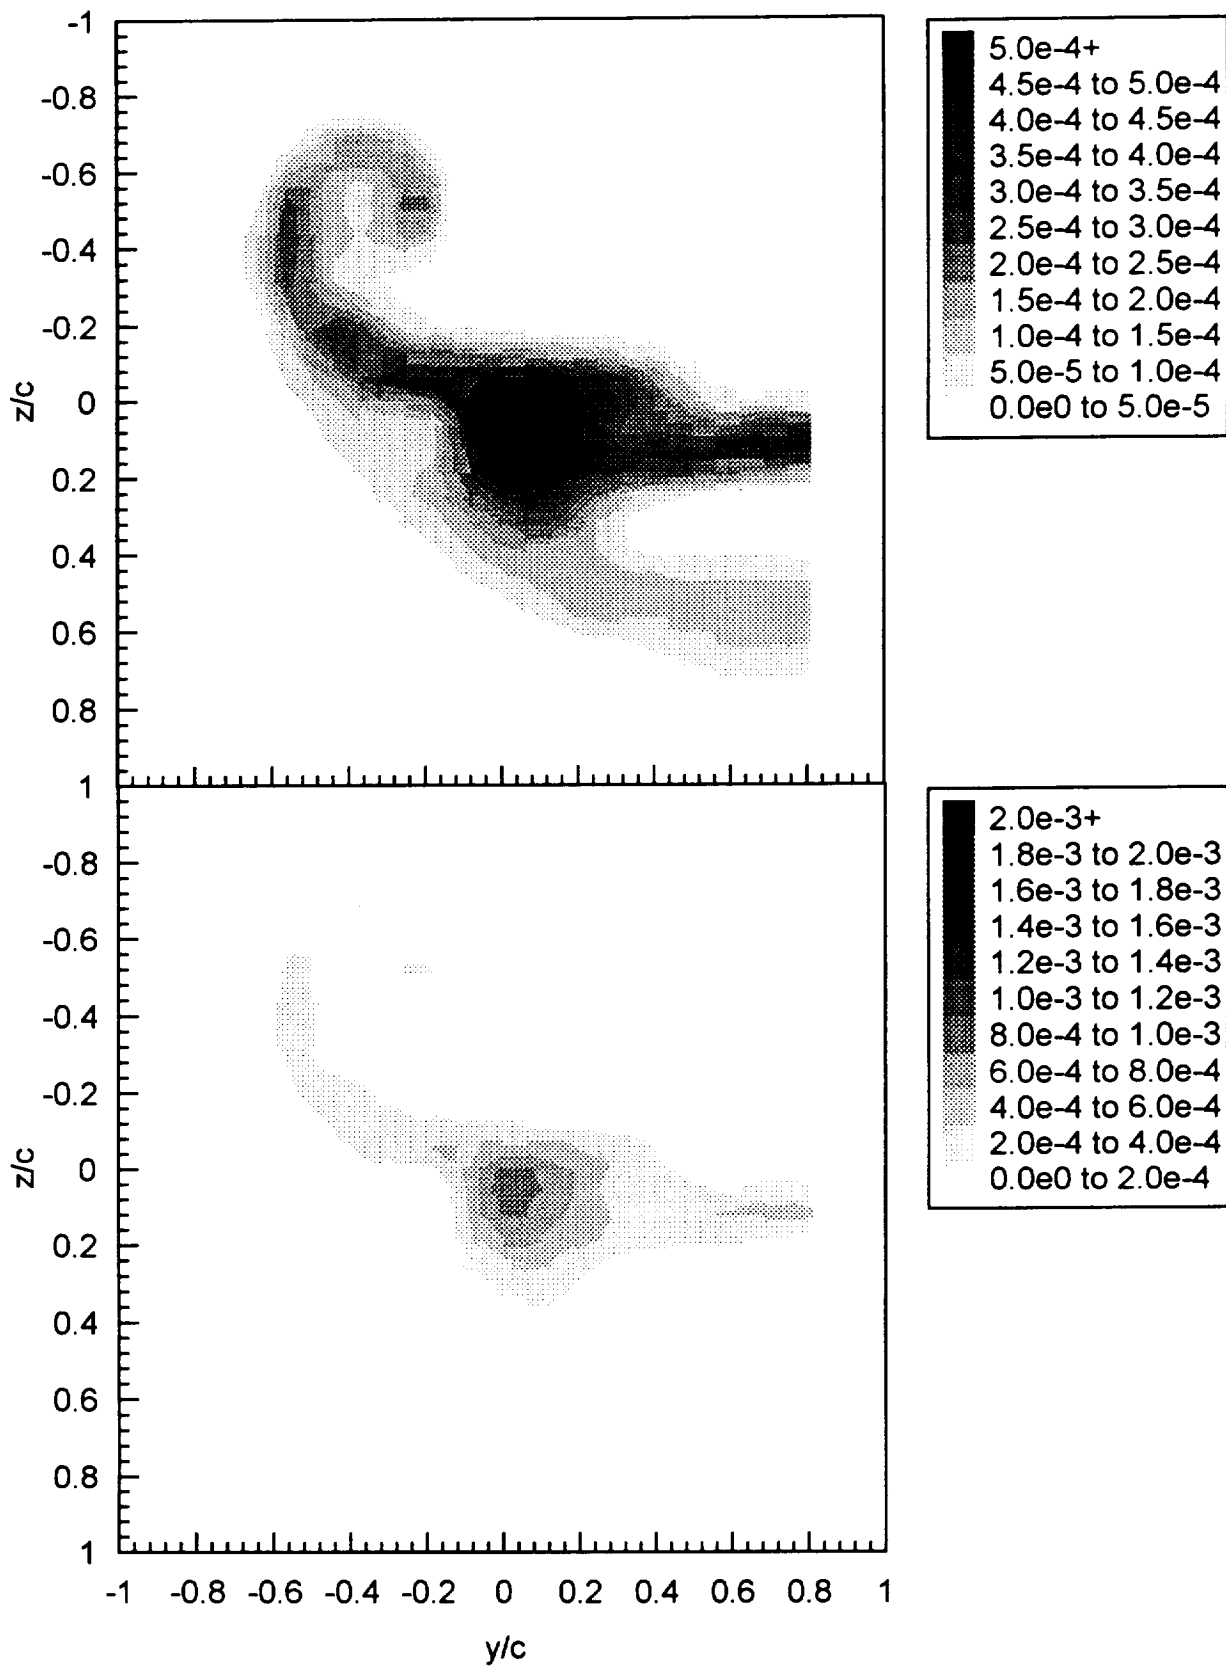 -1
-0.8
-0.6
-0.4
-0.2
0
0.2
0.4
0.6
0.8
1
z/c
5.0e-4+
4.5e-4 to 5.0e-4
4.0e-4 to 4.5e-4
3.5e-4 to 4.0e-4
3.0e-4 to 3.5e-4
2.5e-4 to 3.0e-4
2.0e-4 to 2.5e-4
1.5e-4 to 2.0e-4
1.0e-4 to 1.5e-4
5.0e-5 to 1.0e-4
0.0e0 to 5.0e-5
-0.8
-0.6
-0.4
-0.2
0
0.2
0.4
0.6
0.8
1
z/c
2.0e-3+
1.8e-3 to 2.0e-3
1.6e-3 to 1.8e-3
1.4e-3 to 1.6e-3
1.2e-3 to 1.4e-3
1.0e-3 to 1.2e-3
8.0e-4 to 1.0e-3
6.0e-4 to 8.0e-4
4.0e-4 to 6.0e-4
2.0e-4 to 4.0e-4
0.0e0 to 2.0e-4
-1 -0.8 -0.6 -0.4 -0.2 0 0.2 0.4 0.6 0.8 1
y/c